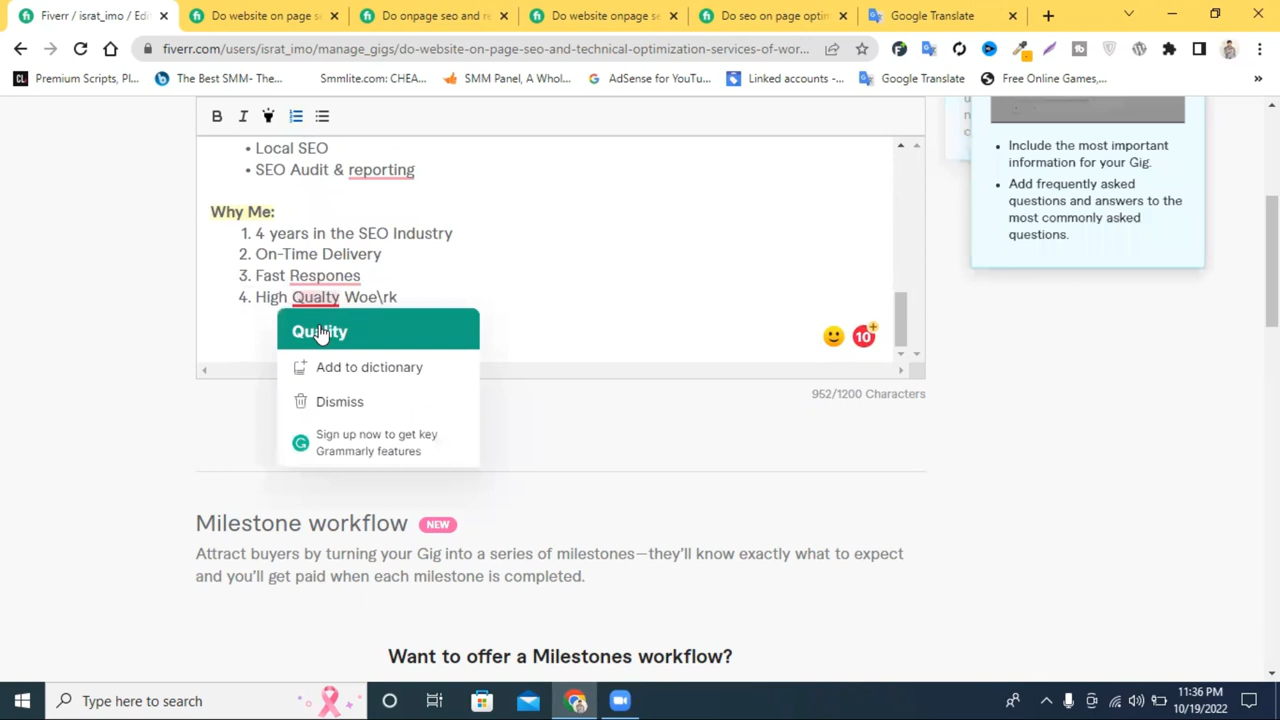 Fiverr / israt_imo / Edi
Do website on page s
Do onpage seo and re
Do website onpage se
Do seo on page optim
Google Translate
fiverr.com/users/israt_imo/manage_gigs/do-website-on-page-seo-and-technical-optimization-services-of-wor...
Premium Scripts, Pl...
The Best SMM- The...
Smmlite.com: CHEA...
SMM Panel, A Whol...
AdSense for YouTu...
Linked accounts -...
Google Translate
Free Online Games,...
B I
• Local SEO
• SEO Audit & reporting
Why Me:
1. 4 years in the SEO Industry
2. On-Time Delivery
3. Fast Respones
4. High Qualty Woe\rk
Quality
Add to dictionary
Dismiss
Sign up now to get key
Grammarly features
10
952/1200 Characters
• Include the most important
information for your Gig.
• Add frequently asked
questions and answers to the
most commonly asked
questions.
Milestone workflow NEW
Attract buyers by turning your Gig into a series of milestones—they'll know exactly what to expect
and you'll get paid when each milestone is completed.
Want to offer a Milestones workflow?
Type here to search
11:36 PM
10/19/2022